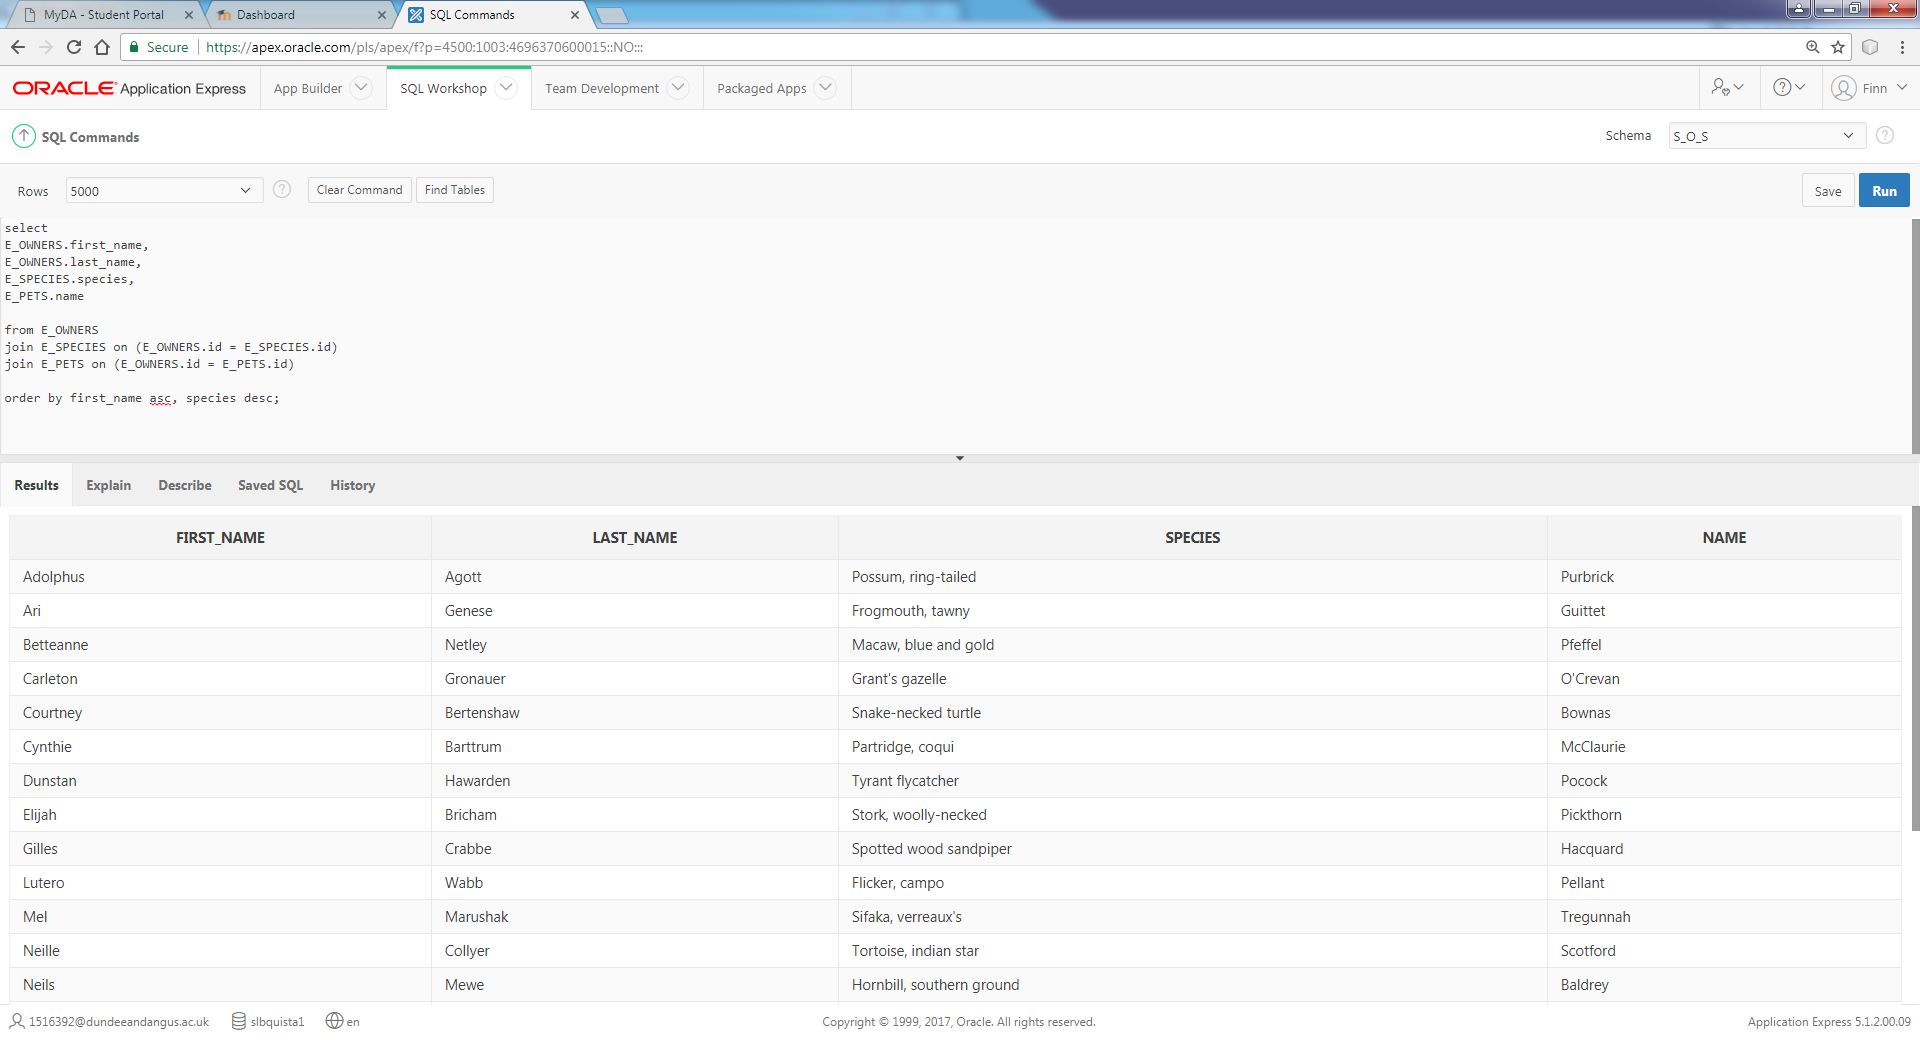 MyDA - Student Portal
Dashboard
SQL Commands
Secure
https://apex.oracle.com/pls/apex/f?p=4500:1003:4696370600015::NO:::
ORACLE Application Express
App Builder
SQL Workshop
Team Development
Packaged Apps
Finn
SQL Commands
Schema
S_O_S
Rows
5000
Clear Command
Find Tables
Save
Run
select
E_OWNERS.first_name,
E_OWNERS.last_name,
E_SPECIES.species,
E_PETS.name
from E_OWNERS
join E_SPECIES on (E_OWNERS.id = E_SPECIES.id)
join E_PETS on (E_OWNERS.id = E_PETS.id)
order by first_name asc, species desc;
Results Explain Describe Saved SQL History
FIRST_NAME LAST_NAME SPECIES NAME
Adolphus Agott Possum, ring-tailed Purbrick
Ari Genese Frogmouth, tawny Guittet
Betteanne Netley Macaw, blue and gold Pfeffel
Carleton Gronauer Grant's gazelle O'Crevan
Courtney Bertenshaw Snake-necked turtle Bownas
Cynthie Barttrum Partridge, coqui McClaurie
Dunstan Hawarden Tyrant flycatcher Pocock
Elijah Bricham Stork, woolly-necked Pickthorn
Gilles Crabbe Spotted wood sandpiper Hacquard
Lutero Wabb Flicker, campo Pellant
Mel Marushak Sifaka, verreaux's Tregunnah
Neille Collyer Tortoise, indian star Scotford
Neils Mewe Hornbill, southern ground Baldrey
1516392@dundeeandangus.ac.uk
slbquista1
en
Copyright © 1999, 2017, Oracle. All rights reserved.
Application Express 5.1.2.00.09